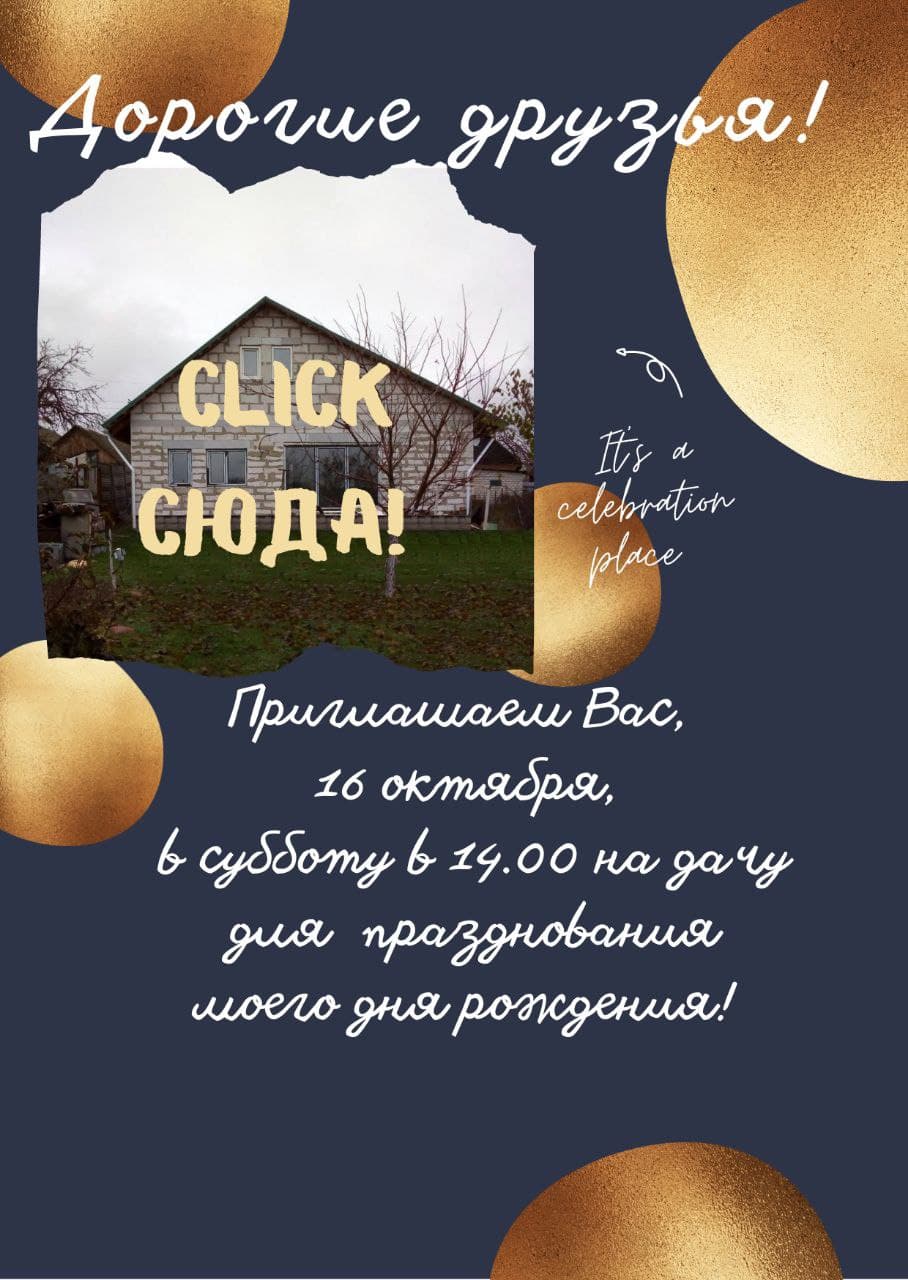 Дорогие друзья!
CLICK
СЮДА!
It's a
celebration
place
Приглашаем Вас,
16 октября,
в субботу в 14.00 на дачу
для празднования
моего дня рождения!